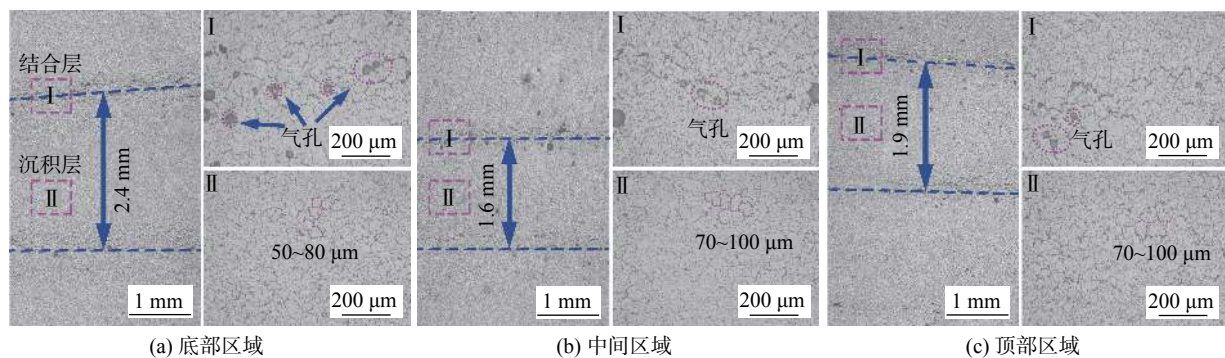 结合层
Ⅰ
沉积层
Ⅱ
2.4 mm
1 mm
Ⅰ
气孔
200 μm
Ⅱ
50~80 μm
200 μm
(a) 底部区域
Ⅰ
Ⅱ
1.6 mm
1 mm
Ⅰ
气孔
200 μm
Ⅱ
70~100 μm
200 μm
(b) 中间区域
Ⅰ
Ⅱ
1.9 mm
1 mm
Ⅰ
气孔
200 μm
Ⅱ
70~100 μm
200 μm
(c) 顶部区域